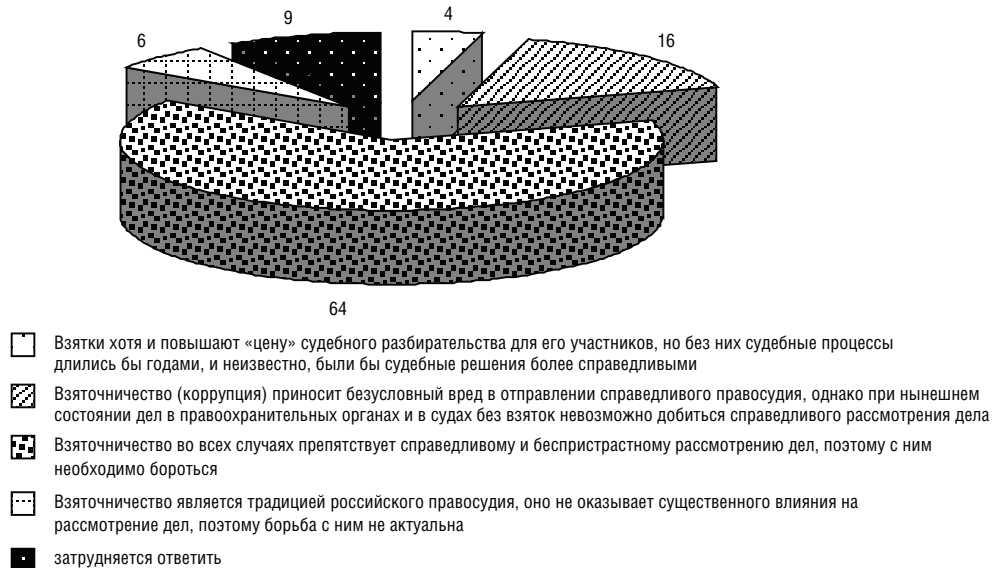 9
4
6
16
64
Взятки хотя и повышают «цену» судебного разбирательства для его участников, но без них судебные процессы
длились бы годами, и неизвестно, были бы судебные решения более справедливыми
Взяточничество (коррупция) приносит безусловный вред в отправлении справедливого правосудия, однако при нынешнем
состоянии дел в правоохранительных органах и в судах без взяток невозможно добиться справедливого рассмотрения дела
Взяточничество во всех случаях препятствует справедливому и беспристрастному рассмотрению дел, поэтому с ним
необходимо бороться
Взяточничество является традицией российского правосудия, оно не оказывает существенного влияния на
рассмотрение дел, поэтому борьба с ним не актуальна
затрудняется ответить